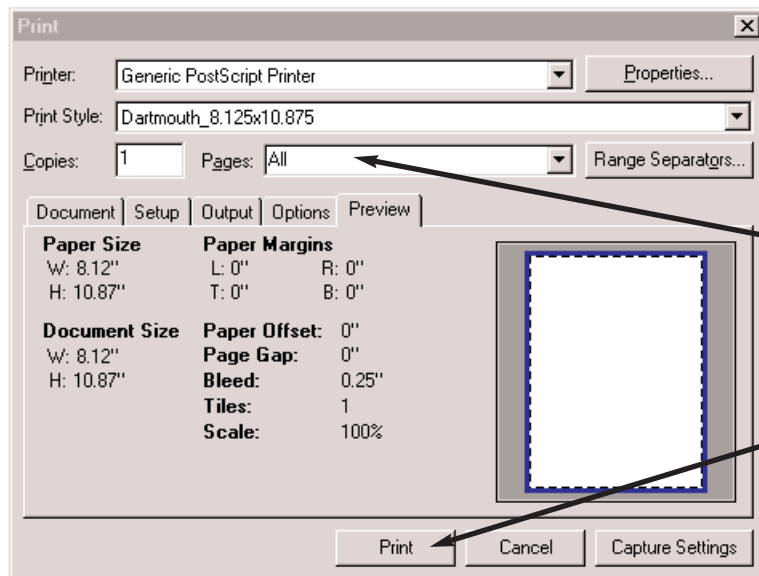 Print
Printer: Generic PostScript Printer Properties...
Print Style: Dartmouth_8.125x10.875
Copies: 1 Pages: All Range Separators...
Document Setup Output Options Preview
Paper Size Paper Margins
W: 8.12" L: 0" R: 0"
H: 10.87" T: 0" B: 0"
Document Size Paper Offset: 0"
W: 8.12" Page Gap: 0"
H: 10.87" Bleed: 0.25"
Tiles: 1
Scale: 100%
Print Cancel Capture Settings